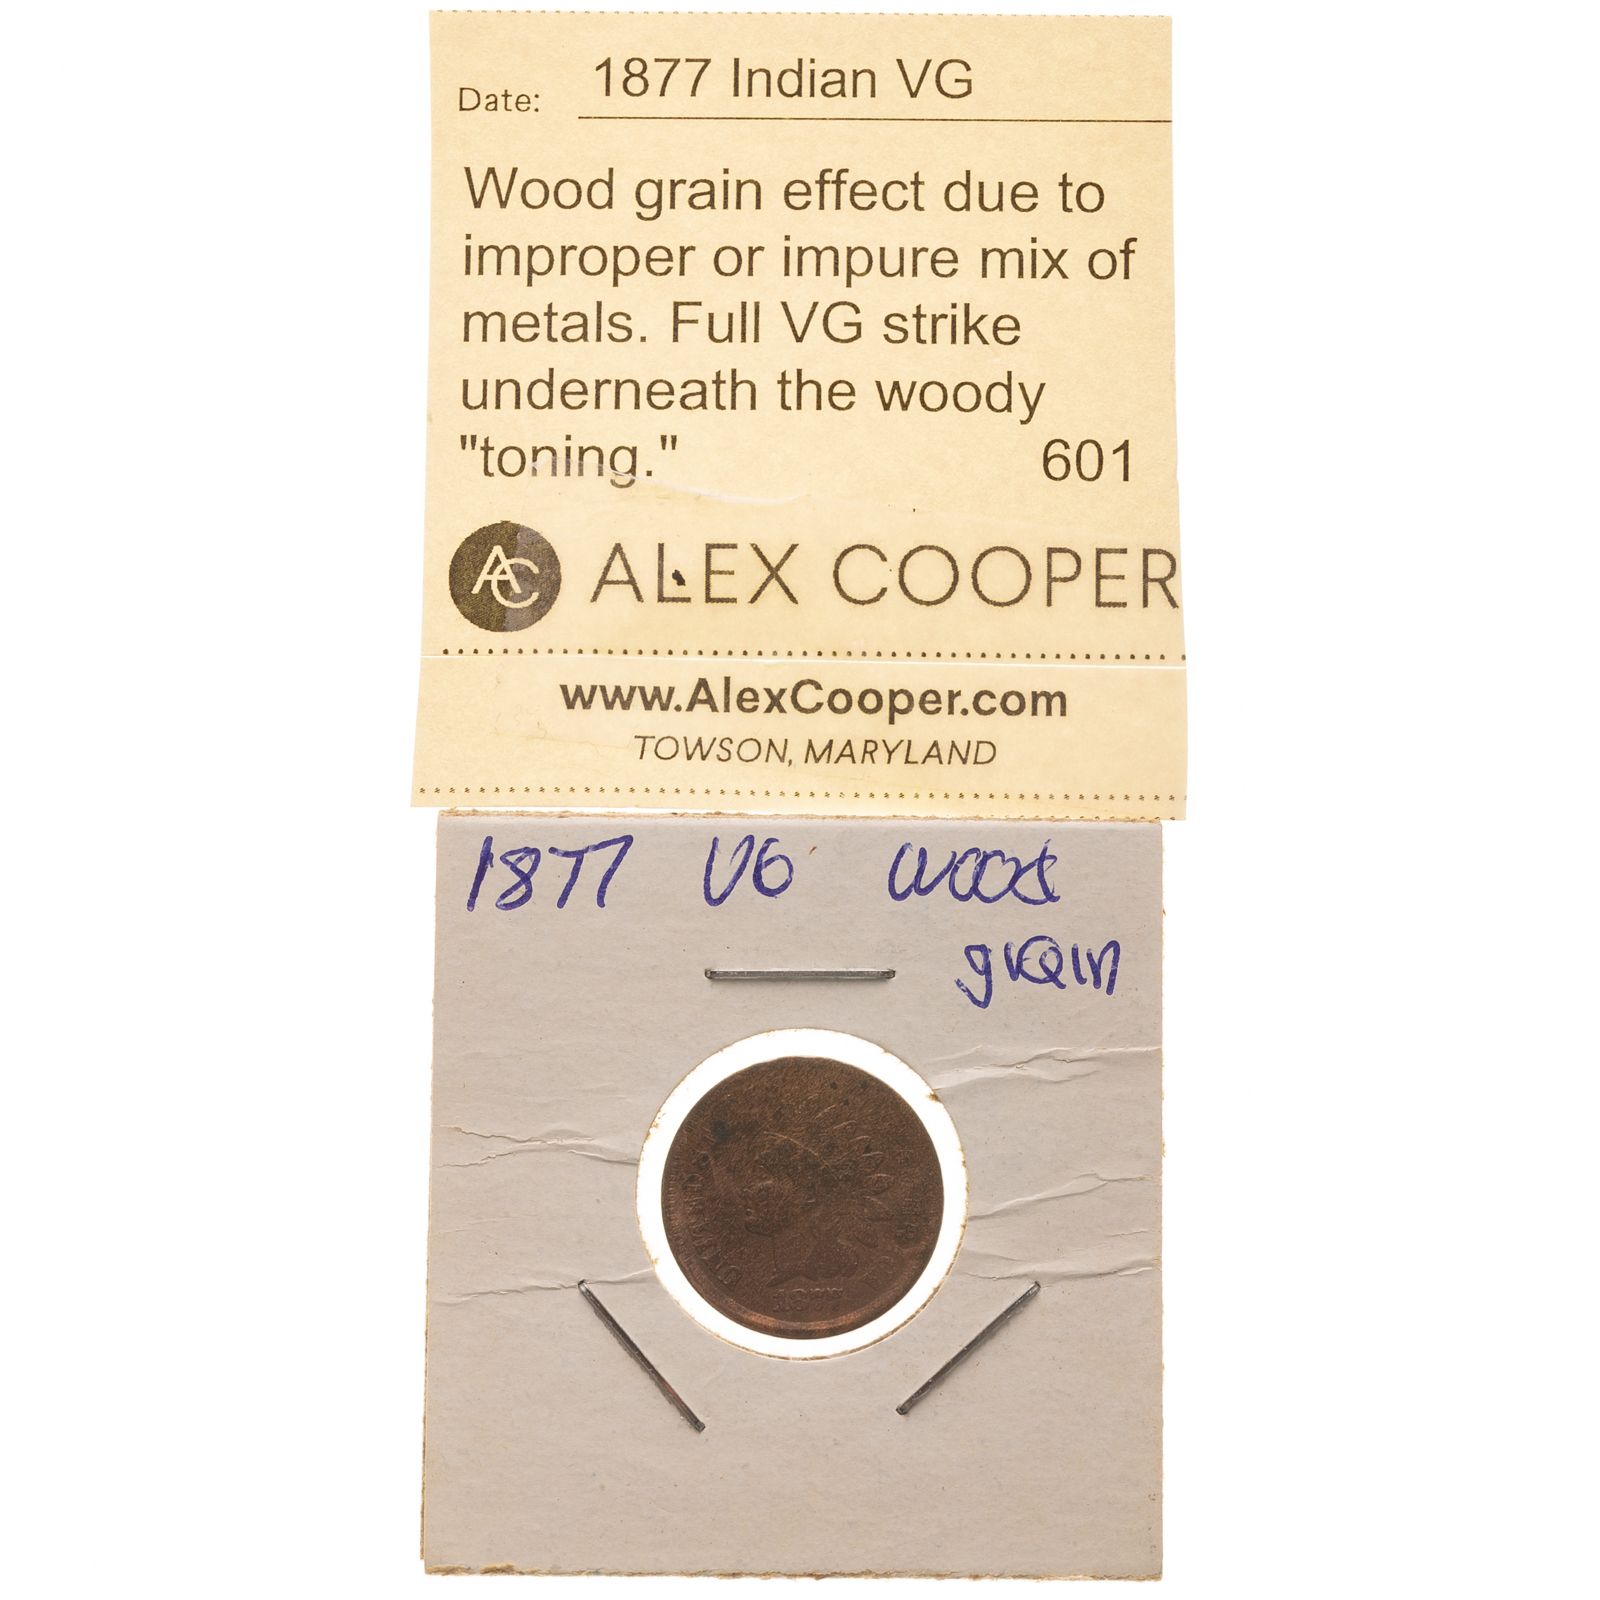 Date: 1877 Indian VG
Wood grain effect due to
improper or impure mix of
metals. Full VG strike
underneath the woody
"toning." 601
AC ALEX COOPER
www.AlexCooper.com
TOWSON, MARYLAND
1877 VG wood
grain
1877